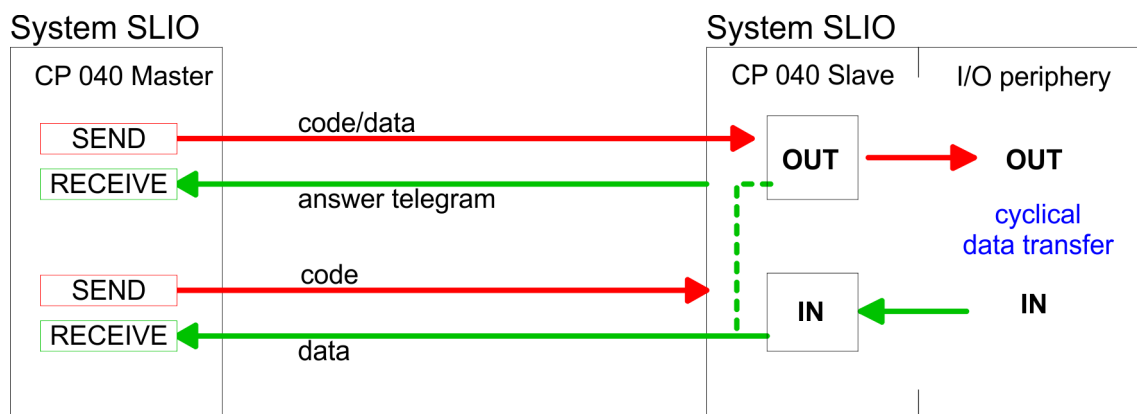 System SLIO
CP 040 Master
SEND
RECEIVE
SEND
RECEIVE
code/data
answer telegram
code
data
System SLIO
CP 040 Slave
OUT
IN
I/O periphery
OUT
cyclical
data transfer
IN